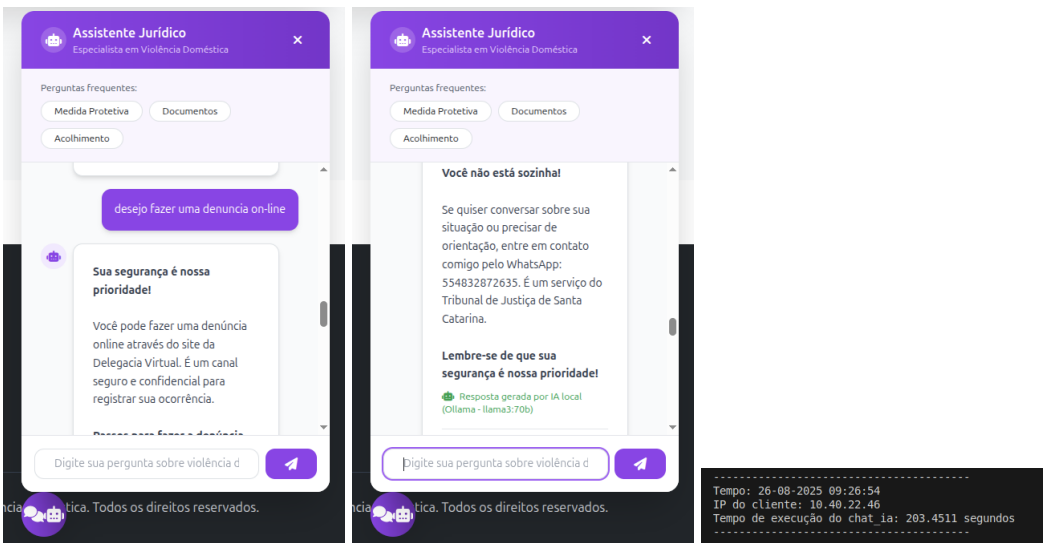 Assistente Jurídico
Especialista em Violência Doméstica
Perguntas frequentes:
Medida Protetiva
Documentos
Acolhimento
desejo fazer uma denuncia on-line
Sua segurança é nossa
prioridade!
Você pode fazer uma denúncia
online através do site da
Delegacia Virtual. É um canal
seguro e confidencial para
registrar sua ocorrência.
Passos para fazer a denúncia
Digite sua pergunta sobre violência d
ncia
tica. Todos os direitos reservados.
Assistente Jurídico
Especialista em Violência Doméstica
Perguntas frequentes:
Medida Protetiva
Documentos
Acolhimento
Você não está sozinha!
Se quiser conversar sobre sua
situação ou precisar de
orientação, entre em contato
comigo pelo WhatsApp:
554832872635. É um serviço do
Tribunal de Justiça de Santa
Catarina.
Lembre-se de que sua
segurança é nossa prioridade!
Resposta gerada por IA local
(Ollama - llama3:70b)
Digite sua pergunta sobre violência d
ncia
tica. Todos os direitos reservados.
----------------------------------------
Tempo: 26-08-2025 09:26:54
IP do cliente: 10.40.22.46
Tempo de execução do chat_ia: 203.4511 segundos
----------------------------------------